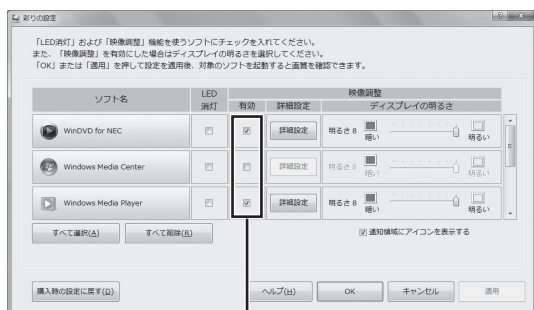 彩りの設定
「LED消灯」および「映像調整」機能を使うソフトにチェックを入れてください。
また、「映像調整」を有効にした場合はディスプレイの明るさを選択してください。
「OK」または「適用」を押して設定を適用後、対象のソフトを起動すると画質を確認できます。
ソフト名 LED消灯 映像調整
有効 詳細設定 ディスプレイの明るさ
WinDVD for NEC 詳細設定 明るさ 8 暗い 明るい
Windows Media Center 詳細設定 明るさ 8 暗い 明るい
Windows Media Player 詳細設定 明るさ 8 暗い 明るい
すべて選択(A) すべて削除(R) 通知領域にアイコンを表示する
購入時の設定に戻す(D) ヘルプ(H) OK キャンセル 適用